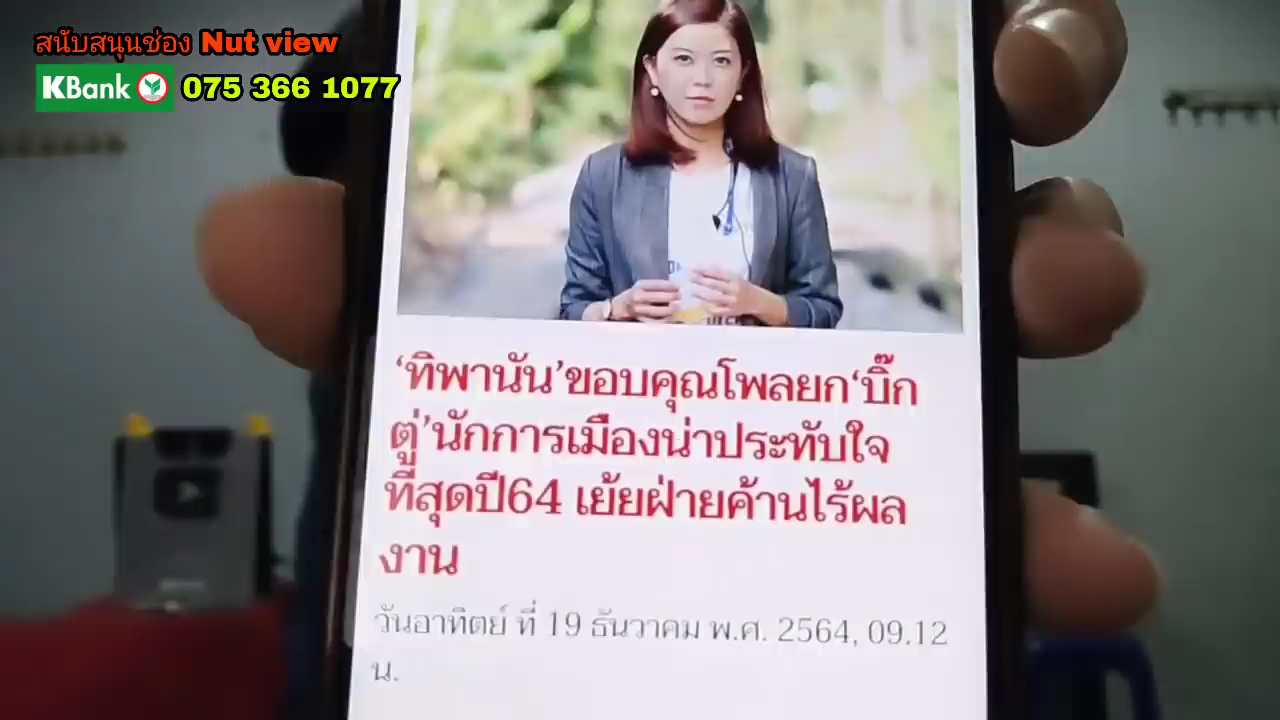 สนับสนุนช่อง Nut view
KBank 075 366 1077
‘ทิพานัน’ขอบคุณโพลยก‘บิ๊ก
ตู่’นักการเมืองน่าประทับใจ
ที่สุดปี64 เย้ยฝ่ายค้านไร้ผล
งาน
วันอาทิตย์ ที่ 19 ธันวาคม พ.ศ. 2564, 09.12
น.